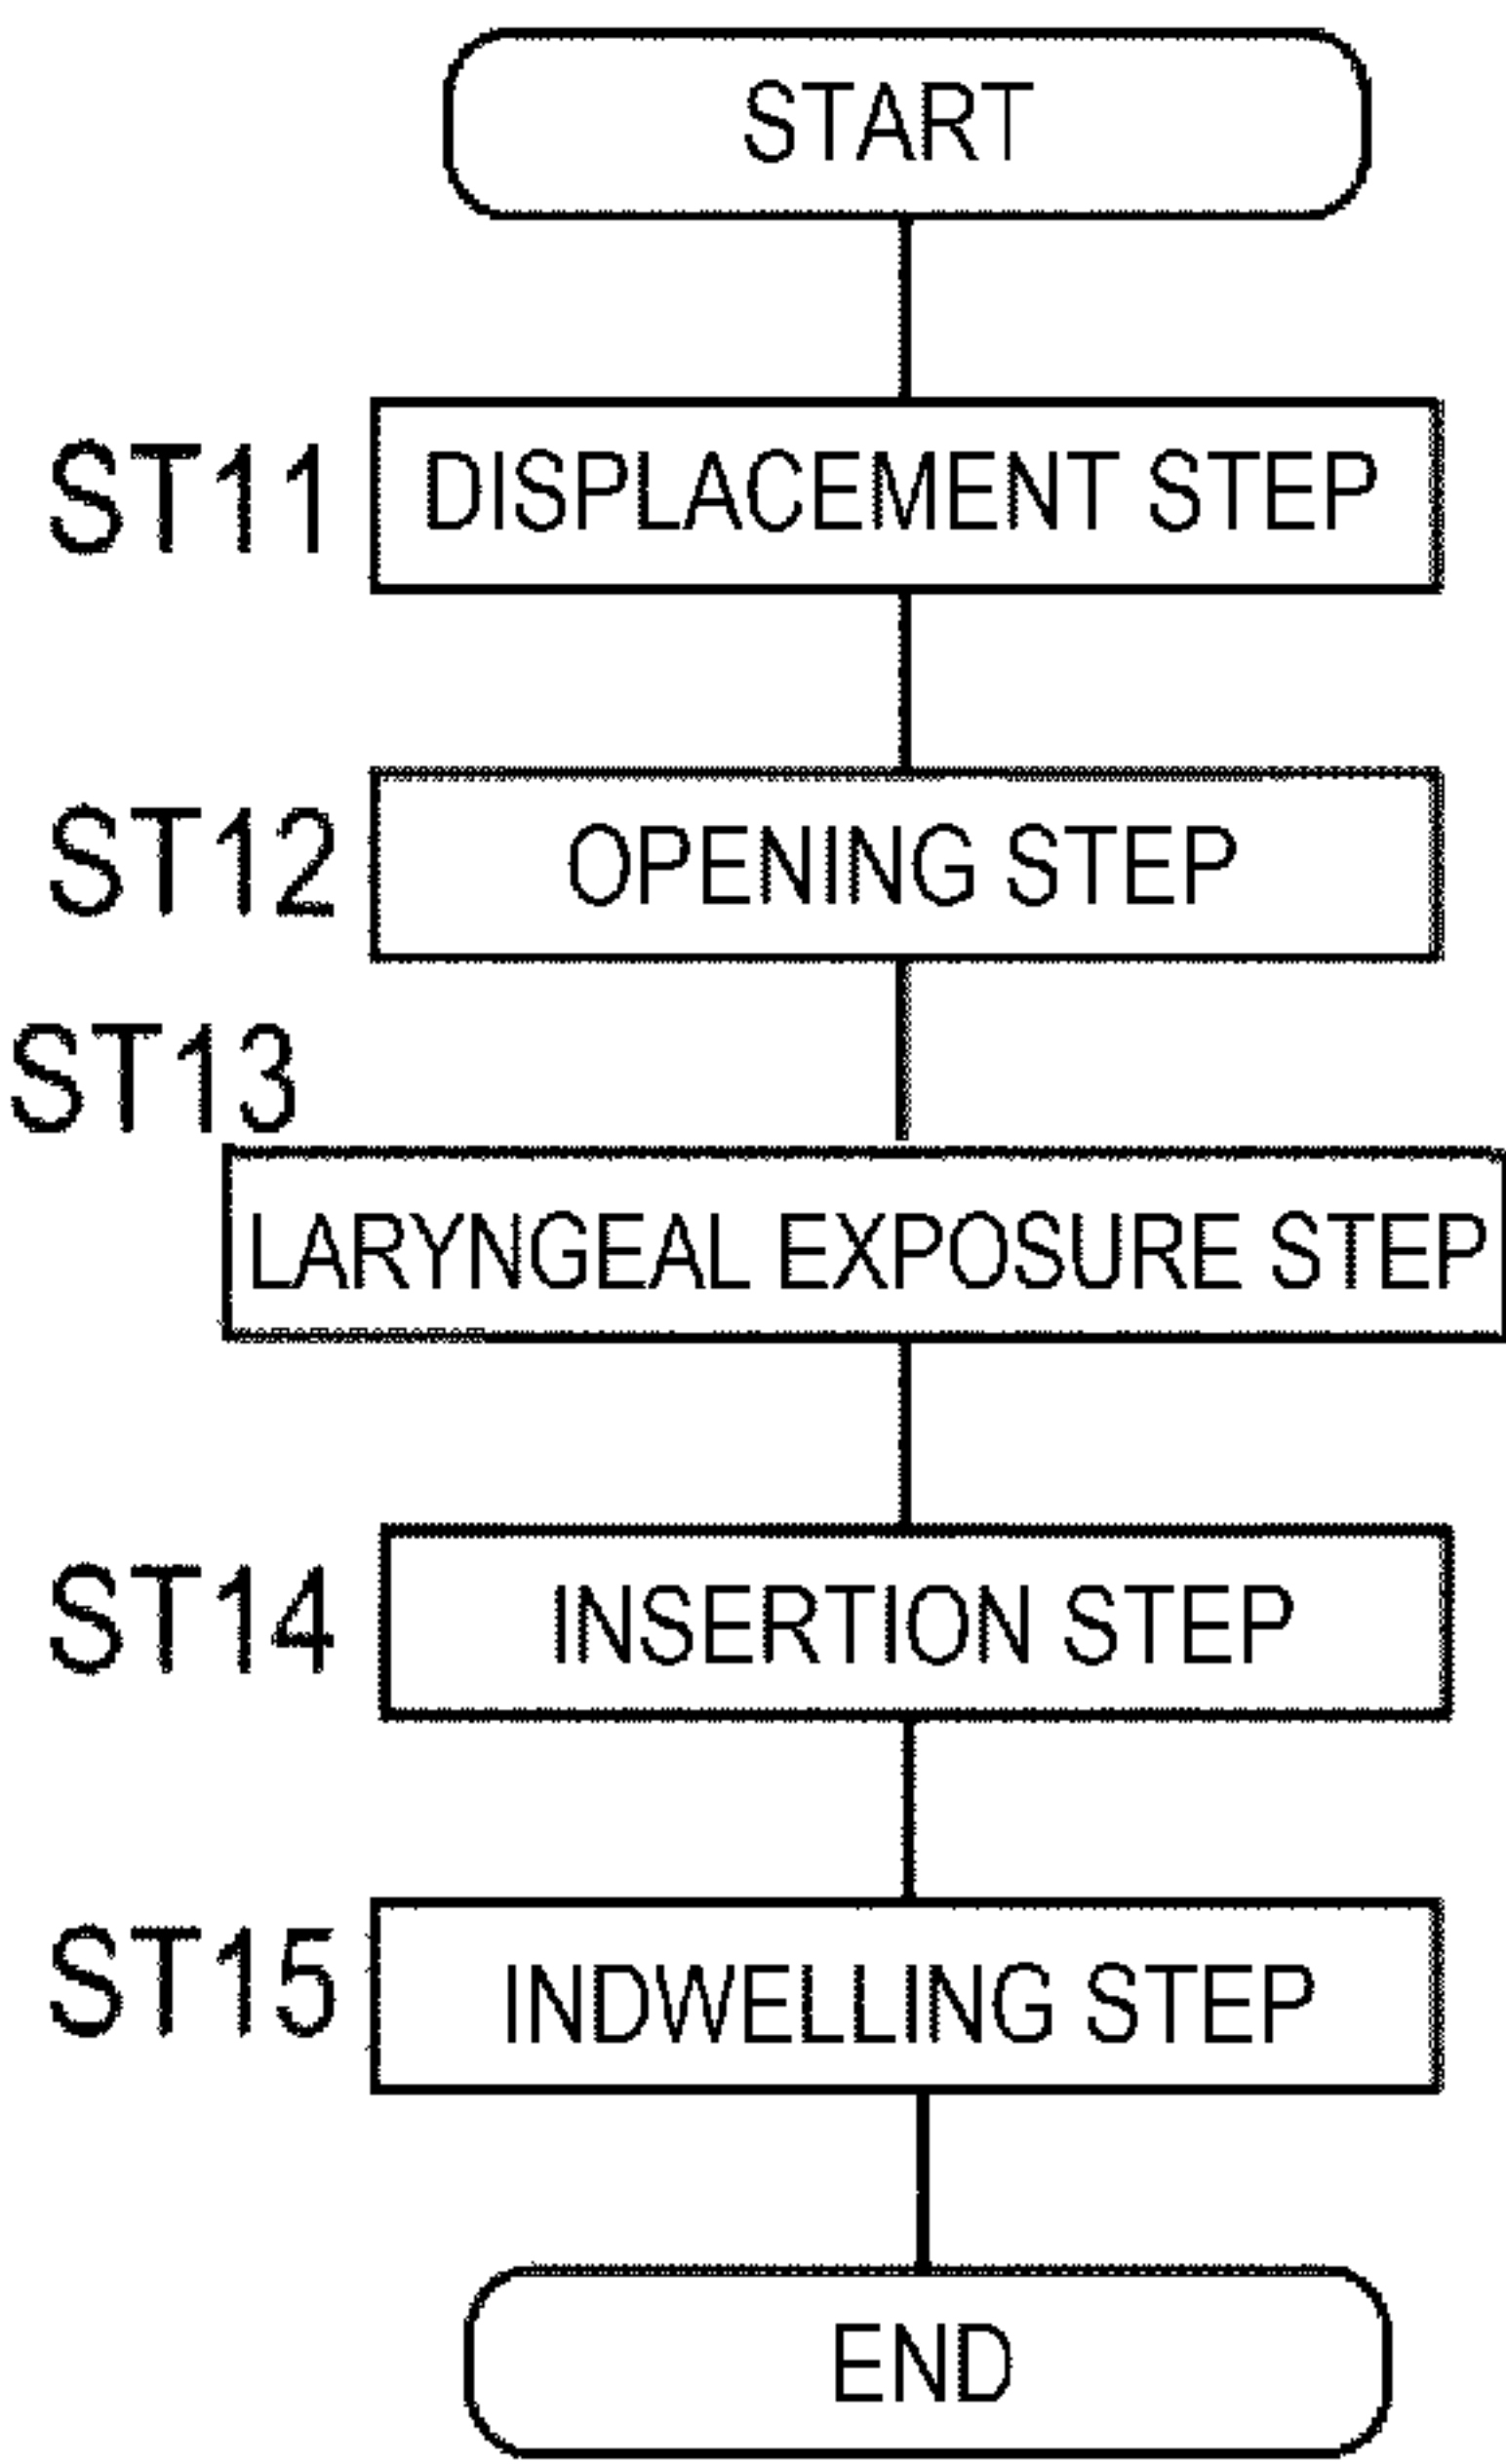 START
ST11 DISPLACEMENT STEP
ST12 OPENING STEP
ST13
LARYNGEAL EXPOSURE STEP
ST14 INSERTION STEP
ST15 INDWELLING STEP
END